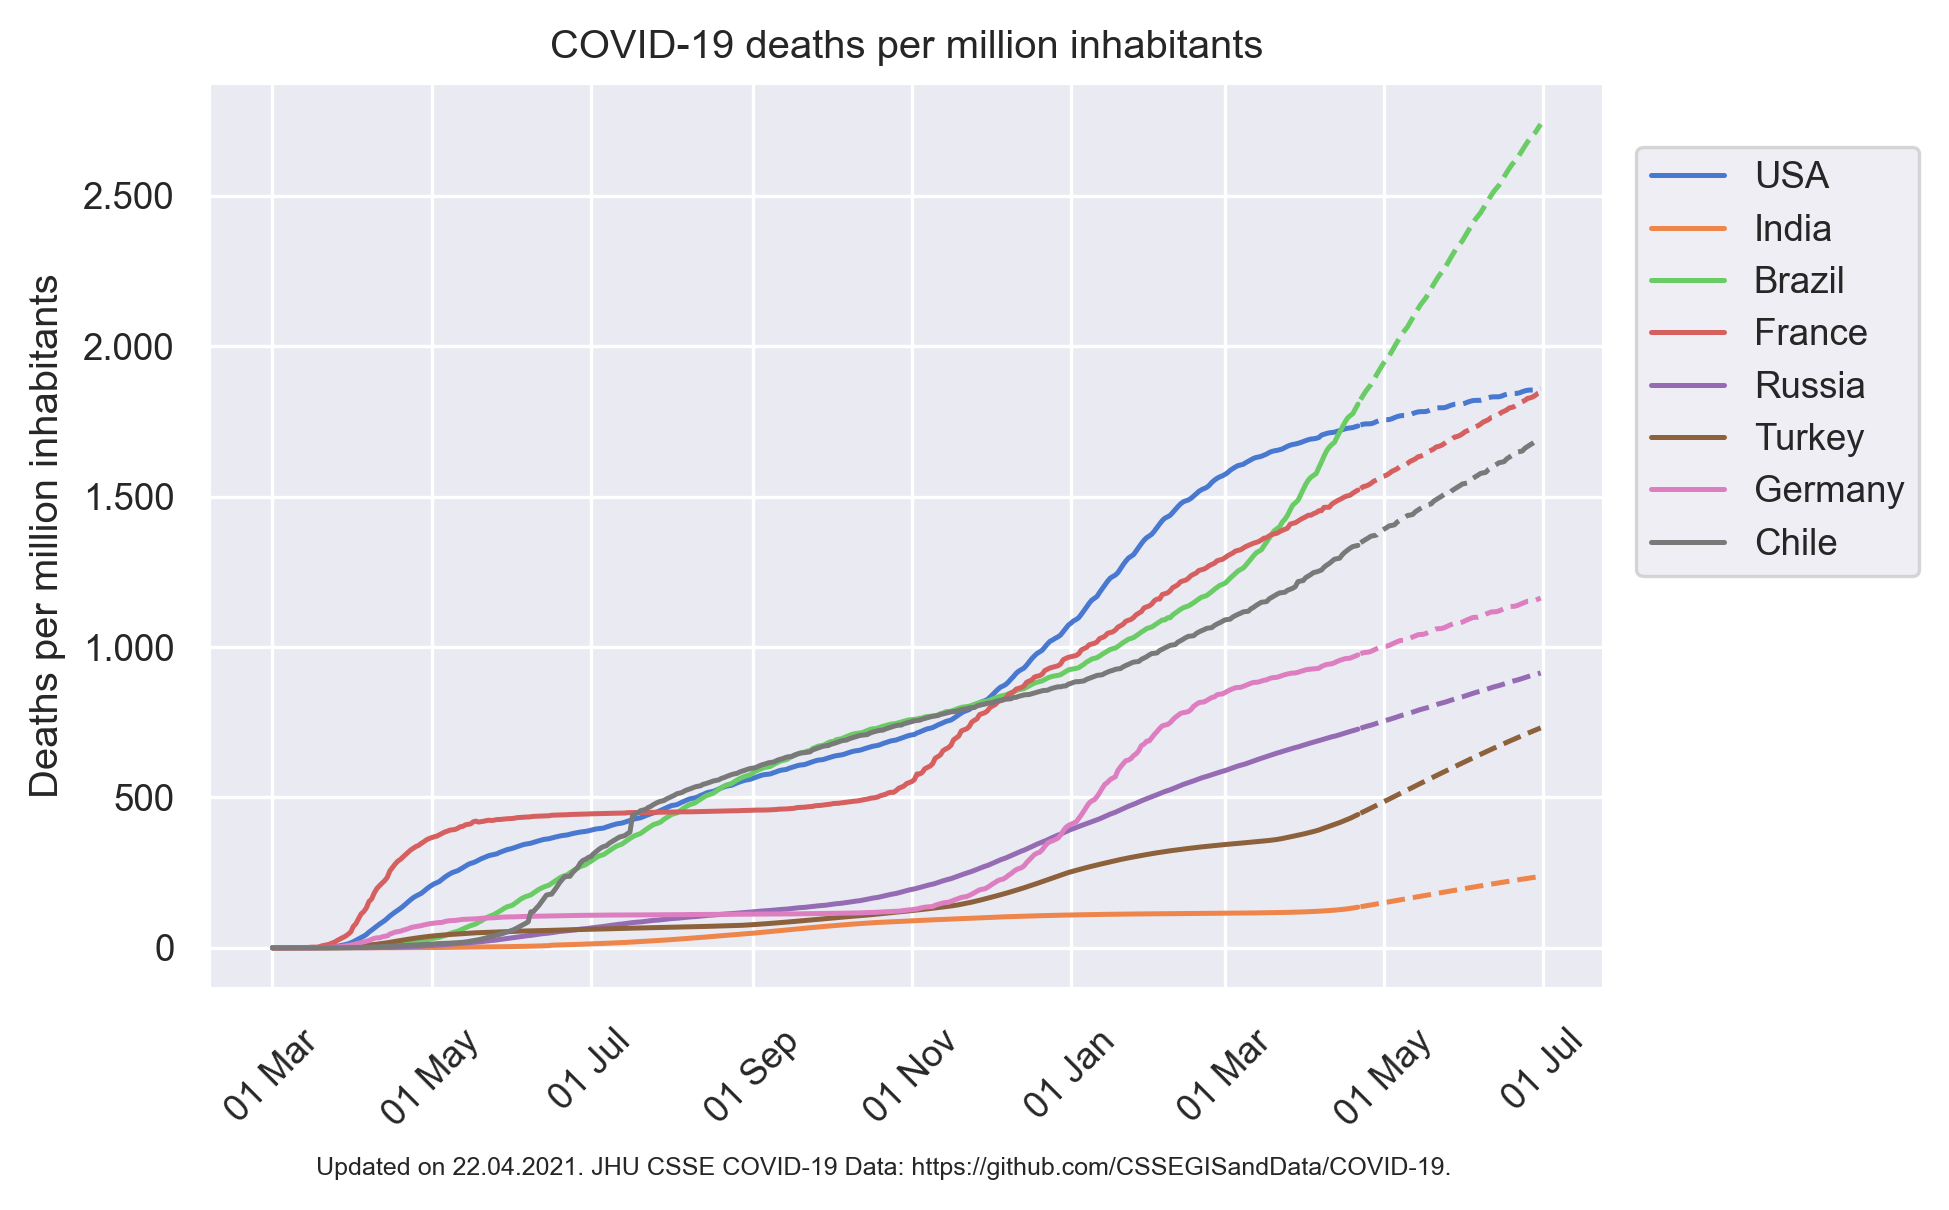 COVID-19 deaths per million inhabitants
Deaths per million inhabitants
2.500
2.000
1.500
1.000
500
0
01 Mar
01 May
01 Jul
01 Sep
01 Nov
01 Jan
01 Mar
01 May
01 Jul
USA
India
Brazil
France
Russia
Turkey
Germany
Chile
Updated on 22.04.2021. JHU CSSE COVID-19 Data: https://github.com/CSSEGISandData/COVID-19.